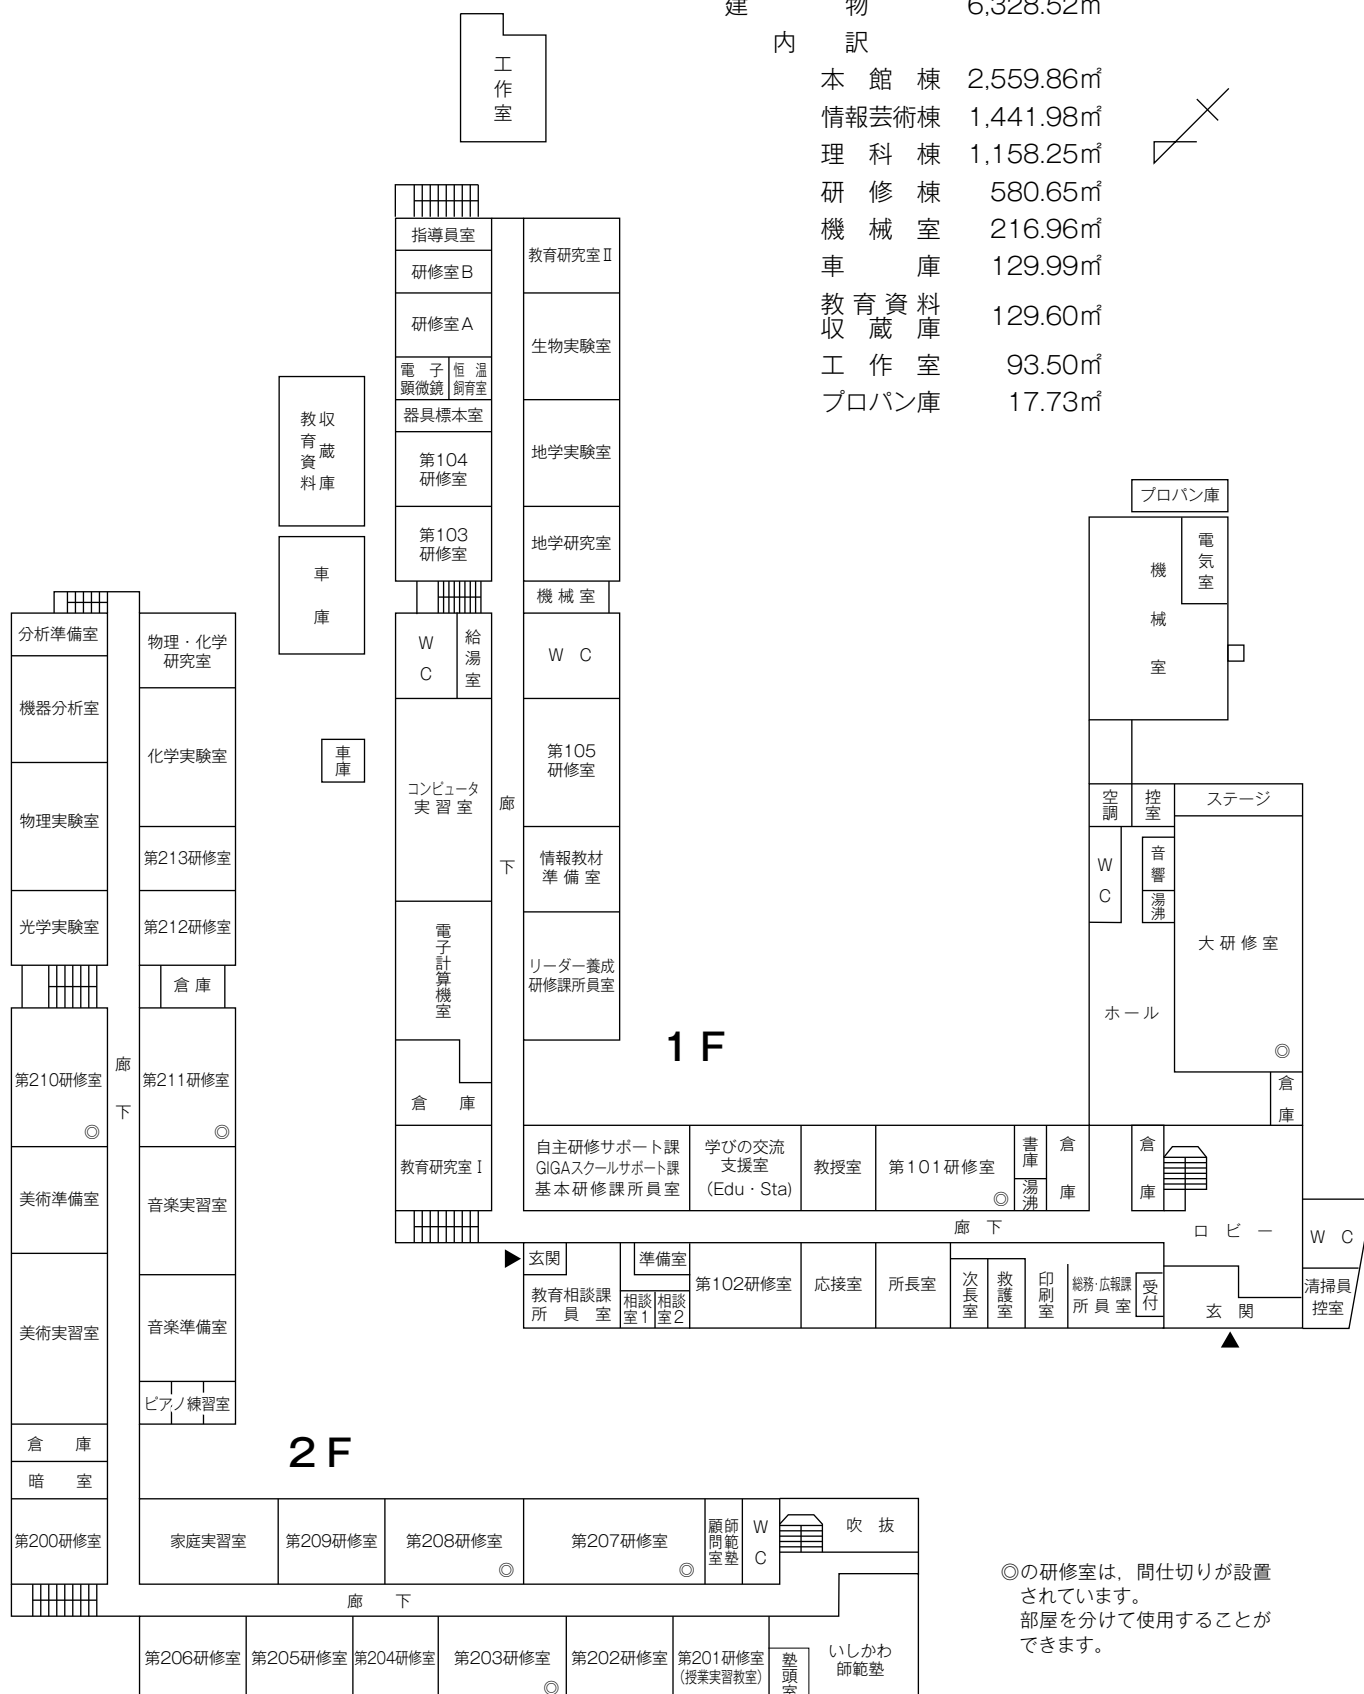 建物 6,328.52㎡
内訳
本館棟 2,559.86㎡
情報芸術棟 1,441.98㎡
理科棟 1,158.25㎡
研修棟 580.65㎡
機械室 216.96㎡
車庫 129.99㎡
教育資料
収蔵庫 129.60㎡
工作室 93.50㎡
プロパン庫 17.73㎡
工作室
指導員室
研修室B
研修室A
電子
顕微鏡
恒温
飼育室
器具標本室
第104
研修室
第103
研修室
教育研究室Ⅱ
生物実験室
地学実験室
地学研究室
機械室
教育資料
収蔵庫
車庫
車庫
WC
給湯室
WC
コンピュータ
実習室
第105
研修室
廊下
情報教材
準備室
電子計算機室
リーダー養成
研修課所員室
倉庫
教育研究室Ⅰ
1F
プロパン庫
電気室
機械室
空調
控室
ステージ
WC
音響
湯沸
大研修室
◎
ホール
倉庫
自主研修サポート課
GIGAスクールサポート課
基本研修課所員室
学びの交流
支援室
(Edu・Sta)
教授室
第101研修室
◎
書庫
湯沸
倉庫
倉庫
廊下
ロビー
WC
清掃員
控室
▶
玄関
教育相談課
所員室
準備室
相談
室1
相談
室2
第102研修室
応接室
所長室
次長室
救護室
印刷室
総務・広報課
所員室
受付
玄関
▲
分析準備室
機器分析室
物理実験室
光学実験室
物理・化学
研究室
化学実験室
第213研修室
第212研修室
倉庫
第210研修室
◎
廊下
第211研修室
◎
美術準備室
音楽実習室
美術実習室
音楽準備室
ピアノ練習室
倉庫
暗室
2F
第200研修室
家庭実習室
第209研修室
第208研修室
◎
第207研修室
◎
師範塾
顧問室
WC
吹抜
廊下
第206研修室
第205研修室
第204研修室
第203研修室
◎
第202研修室
第201研修室
(授業実習教室)
塾頭室
いしかわ
師範塾
◎の研修室は，間仕切りが設置
されています。
部屋を分けて使用することが
できます。